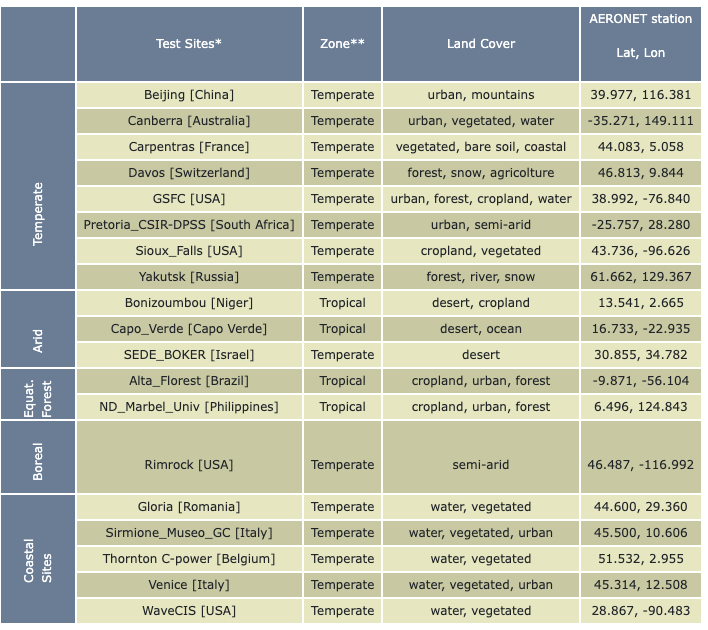 Test Sites* Zone** Land Cover AERONET station
Lat, Lon
Temperate
Beijing [China] Temperate urban, mountains 39.977, 116.381
Canberra [Australia] Temperate urban, vegetated, water -35.271, 149.111
Carpentras [France] Temperate vegetated, bare soil, coastal 44.083, 5.058
Davos [Switzerland] Temperate forest, snow, agricolture 46.813, 9.844
GSFC [USA] Temperate urban, forest, cropland, water 38.992, -76.840
Pretoria_CSIR-DPSS [South Africa] Temperate urban, semi-arid -25.757, 28.280
Sioux_Falls [USA] Temperate cropland, vegetated 43.736, -96.626
Yakutsk [Russia] Temperate forest, river, snow 61.662, 129.367
Arid
Bonizoumbou [Niger] Tropical desert, cropland 13.541, 2.665
Capo_Verde [Capo Verde] Tropical desert, ocean 16.733, -22.935
SEDE_BOKER [Israel] Temperate desert 30.855, 34.782
Equat.
Forest
Alta_Florest [Brazil] Tropical cropland, urban, forest -9.871, -56.104
ND_Marbel_Univ [Philippines] Tropical cropland, urban, forest 6.496, 124.843
Boreal
Rimrock [USA] Temperate semi-arid 46.487, -116.992
Coastal
Sites
Gloria [Romania] Temperate water, vegetated 44.600, 29.360
Sirmione_Museo_GC [Italy] Temperate water, vegetated, urban 45.500, 10.606
Thornton C-power [Belgium] Temperate water, vegetated 51.532, 2.955
Venice [Italy] Temperate water, vegetated, urban 45.314, 12.508
WaveCIS [USA] Temperate water, vegetated 28.867, -90.483